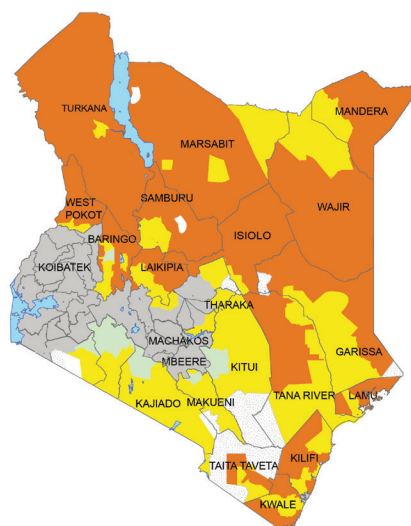 MANDERA
TURKANA
MARSABIT
WEST
POKOT
SAMBURU
WAJIR
BARINGO
ISIOLO
KOIBATEK
LAIKIPIA
THARAKA
MACHAKOS
GARISSA
MBEERE
KITUI
TANA RIVER
LAMU
KAJIADO
MAKUENI
KILIFI
TAITA TAVETA
KWALE